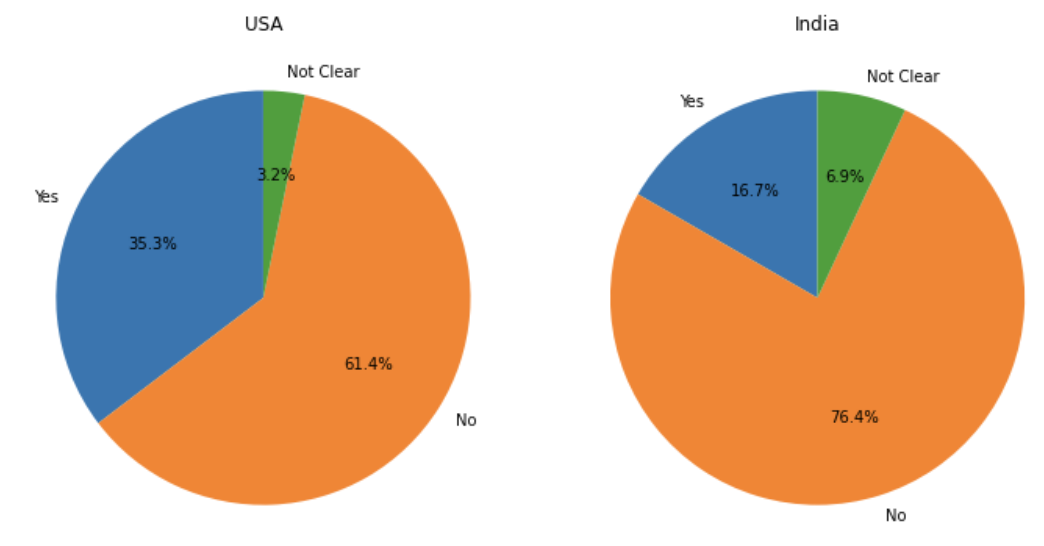 USA
Not Clear
3.2%
Yes
35.3%
61.4%
No
India
Not Clear
Yes
6.9%
16.7%
76.4%
No